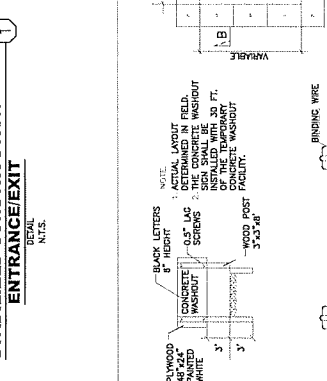 1
ENTRANCE/EXIT
DETAIL
N.T.S.
NOTE
1. ACTUAL LAYOUT
DETERMINED IN FIELD.
2. THE CONCRETE WASHOUT
SIGN SHALL BE
INSTALLED WITH 30 FT.
OF THE TEMPORARY
CONCRETE WASHOUT
FACILITY.
BLACK LETTERS
6" HEIGHT
0.5" LAG
SCREWS
WOOD POST
3"x3"x8'
CONCRETE
WASHOUT
PLYWOOD
48"x24"
PAINTED
WHITE
3'
3'
B
VARIABLE
BINDING WIRE